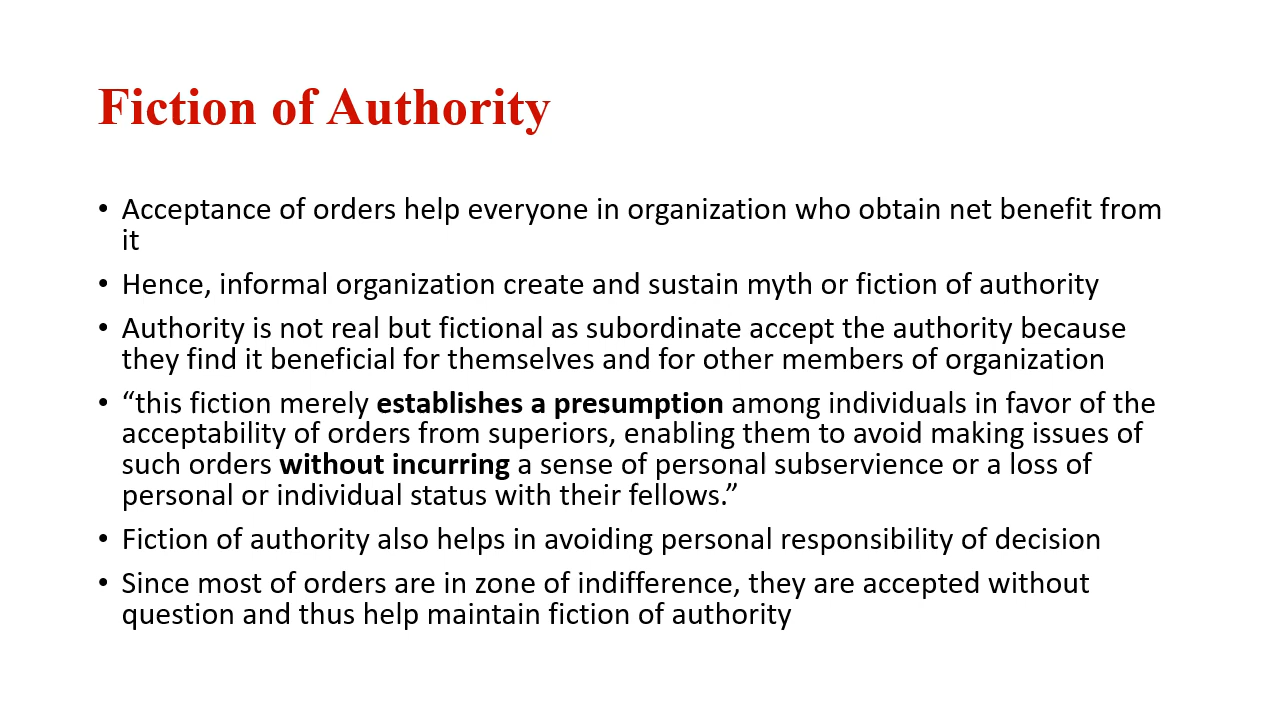 Fiction of Authority
• Acceptance of orders help everyone in organization who obtain net benefit from
it
• Hence, informal organization create and sustain myth or fiction of authority
• Authority is not real but fictional as subordinate accept the authority because
they find it beneficial for themselves and for other members of organization
• “this fiction merely establishes a presumption among individuals in favor of the
acceptability of orders from superiors, enabling them to avoid making issues of
such orders without incurring a sense of personal subservience or a loss of
personal or individual status with their fellows.”
• Fiction of authority also helps in avoiding personal responsibility of decision
• Since most of orders are in zone of indifference, they are accepted without
question and thus help maintain fiction of authority